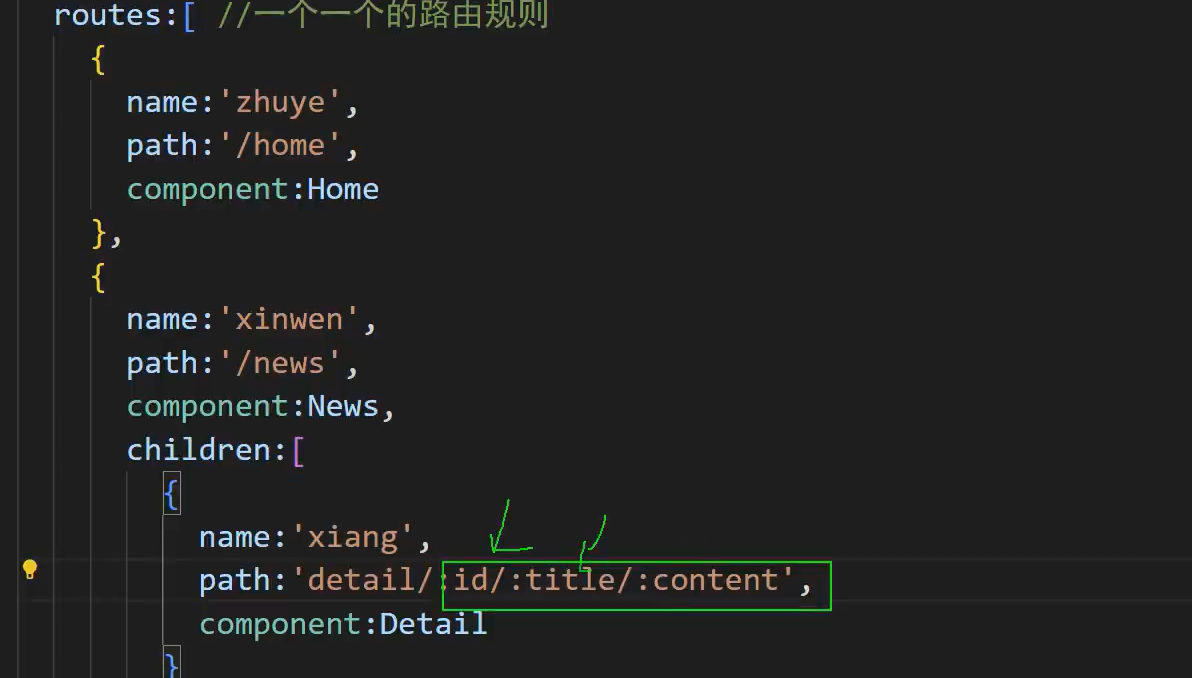 routes:[ //一个一个的路由规则
{
name:'zhuye',
path:'/home',
component:Home
},
{
name:'xinwen',
path:'/news',
component:News,
children:[
{
name:'xiang',
path:'detail/:id/:title/:content',
component:Detail
}